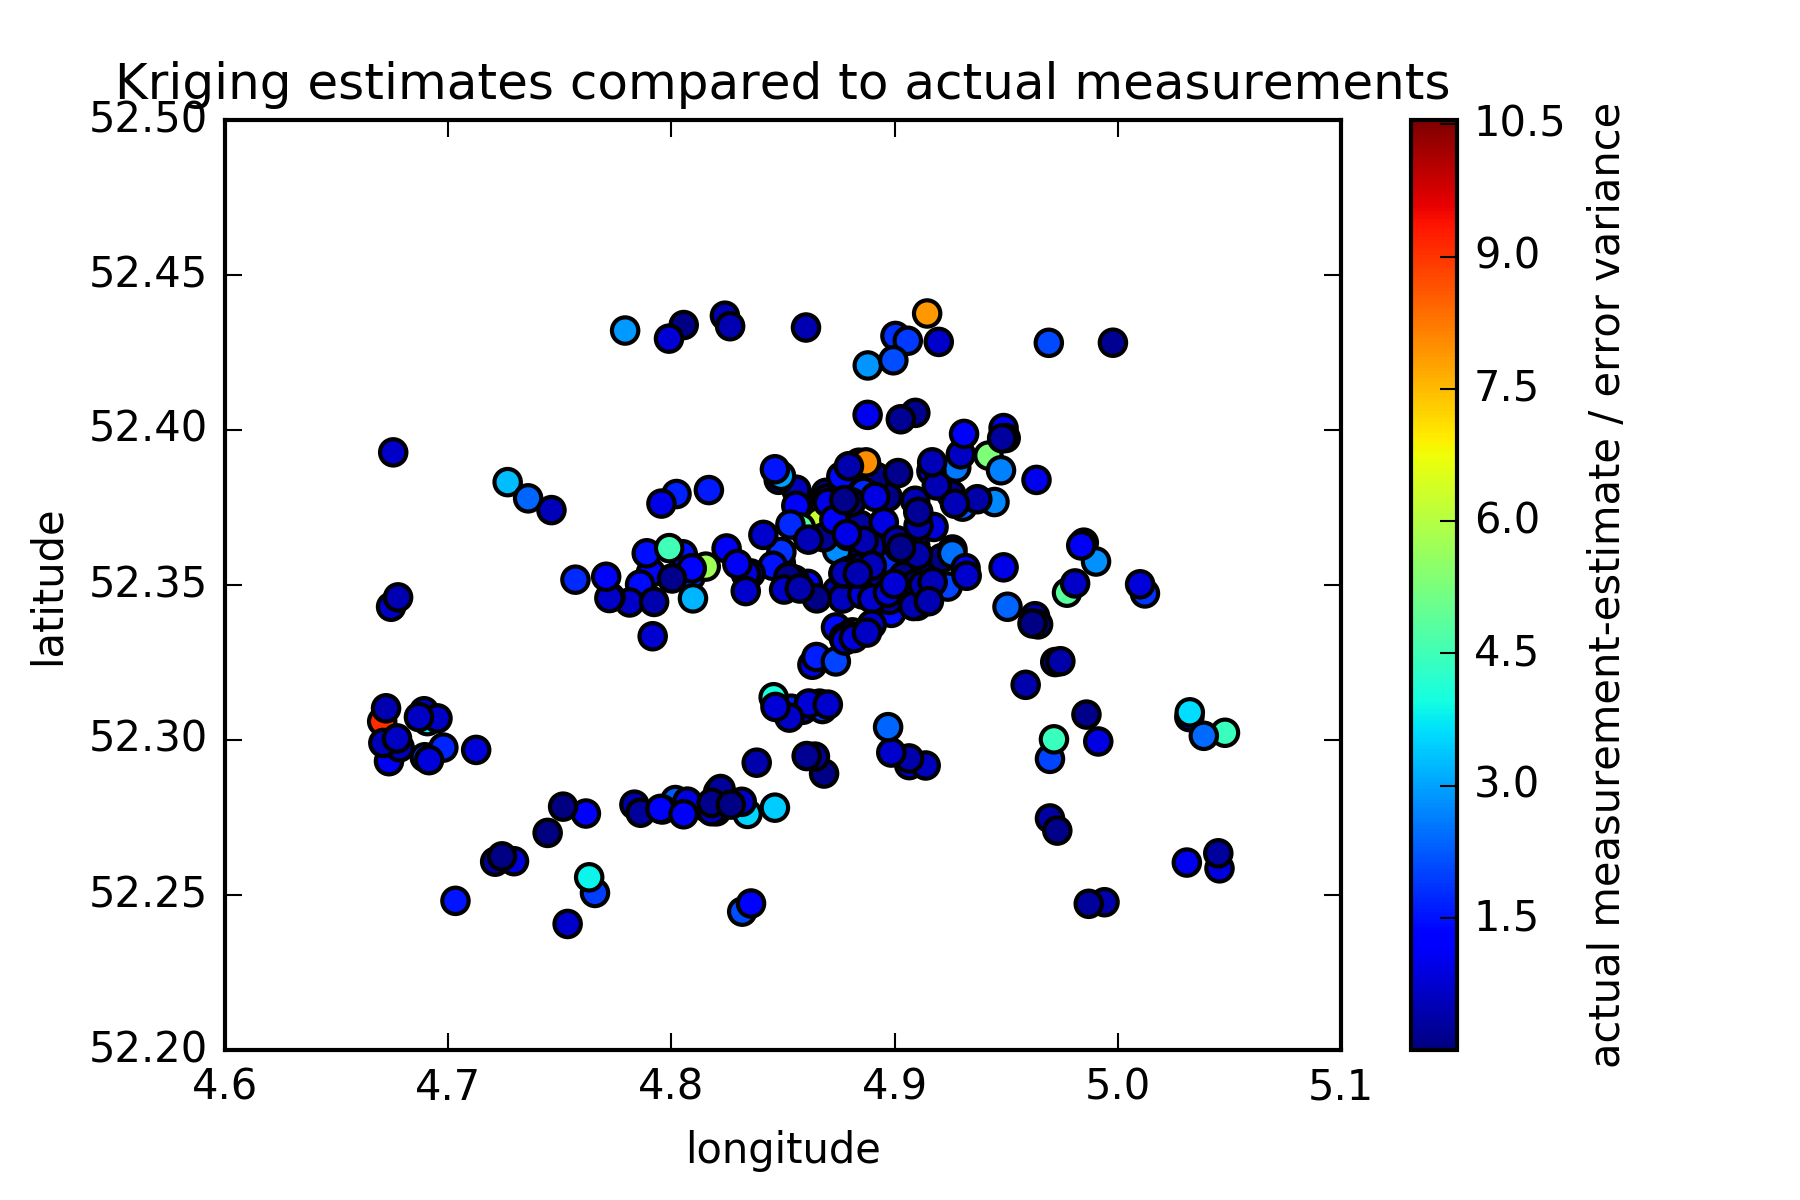 Kriging estimates compared to actual measurements
52.50
52.45
52.40
52.35
52.30
52.25
52.20
4.6 4.7 4.8 4.9 5.0 5.1
longitude
latitude
10.5
9.0
7.5
6.0
4.5
3.0
1.5
actual measurement-estimate / error variance